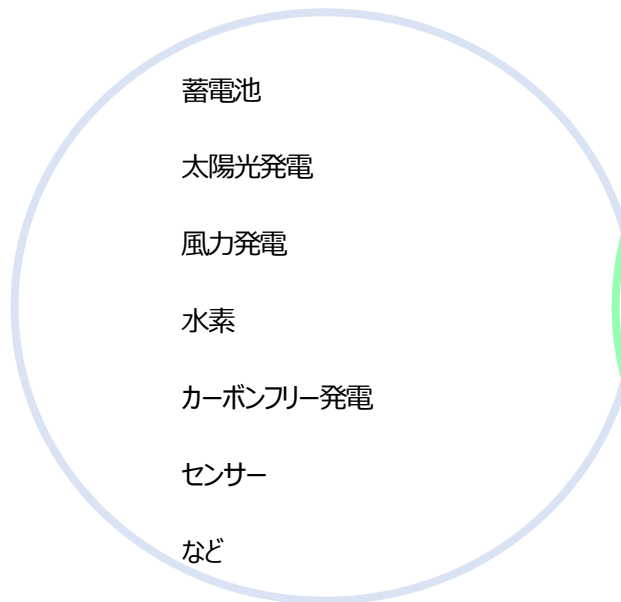 蓄電池
太陽光発電
風力発電
水素
カーボンフリー発電
センサー
など